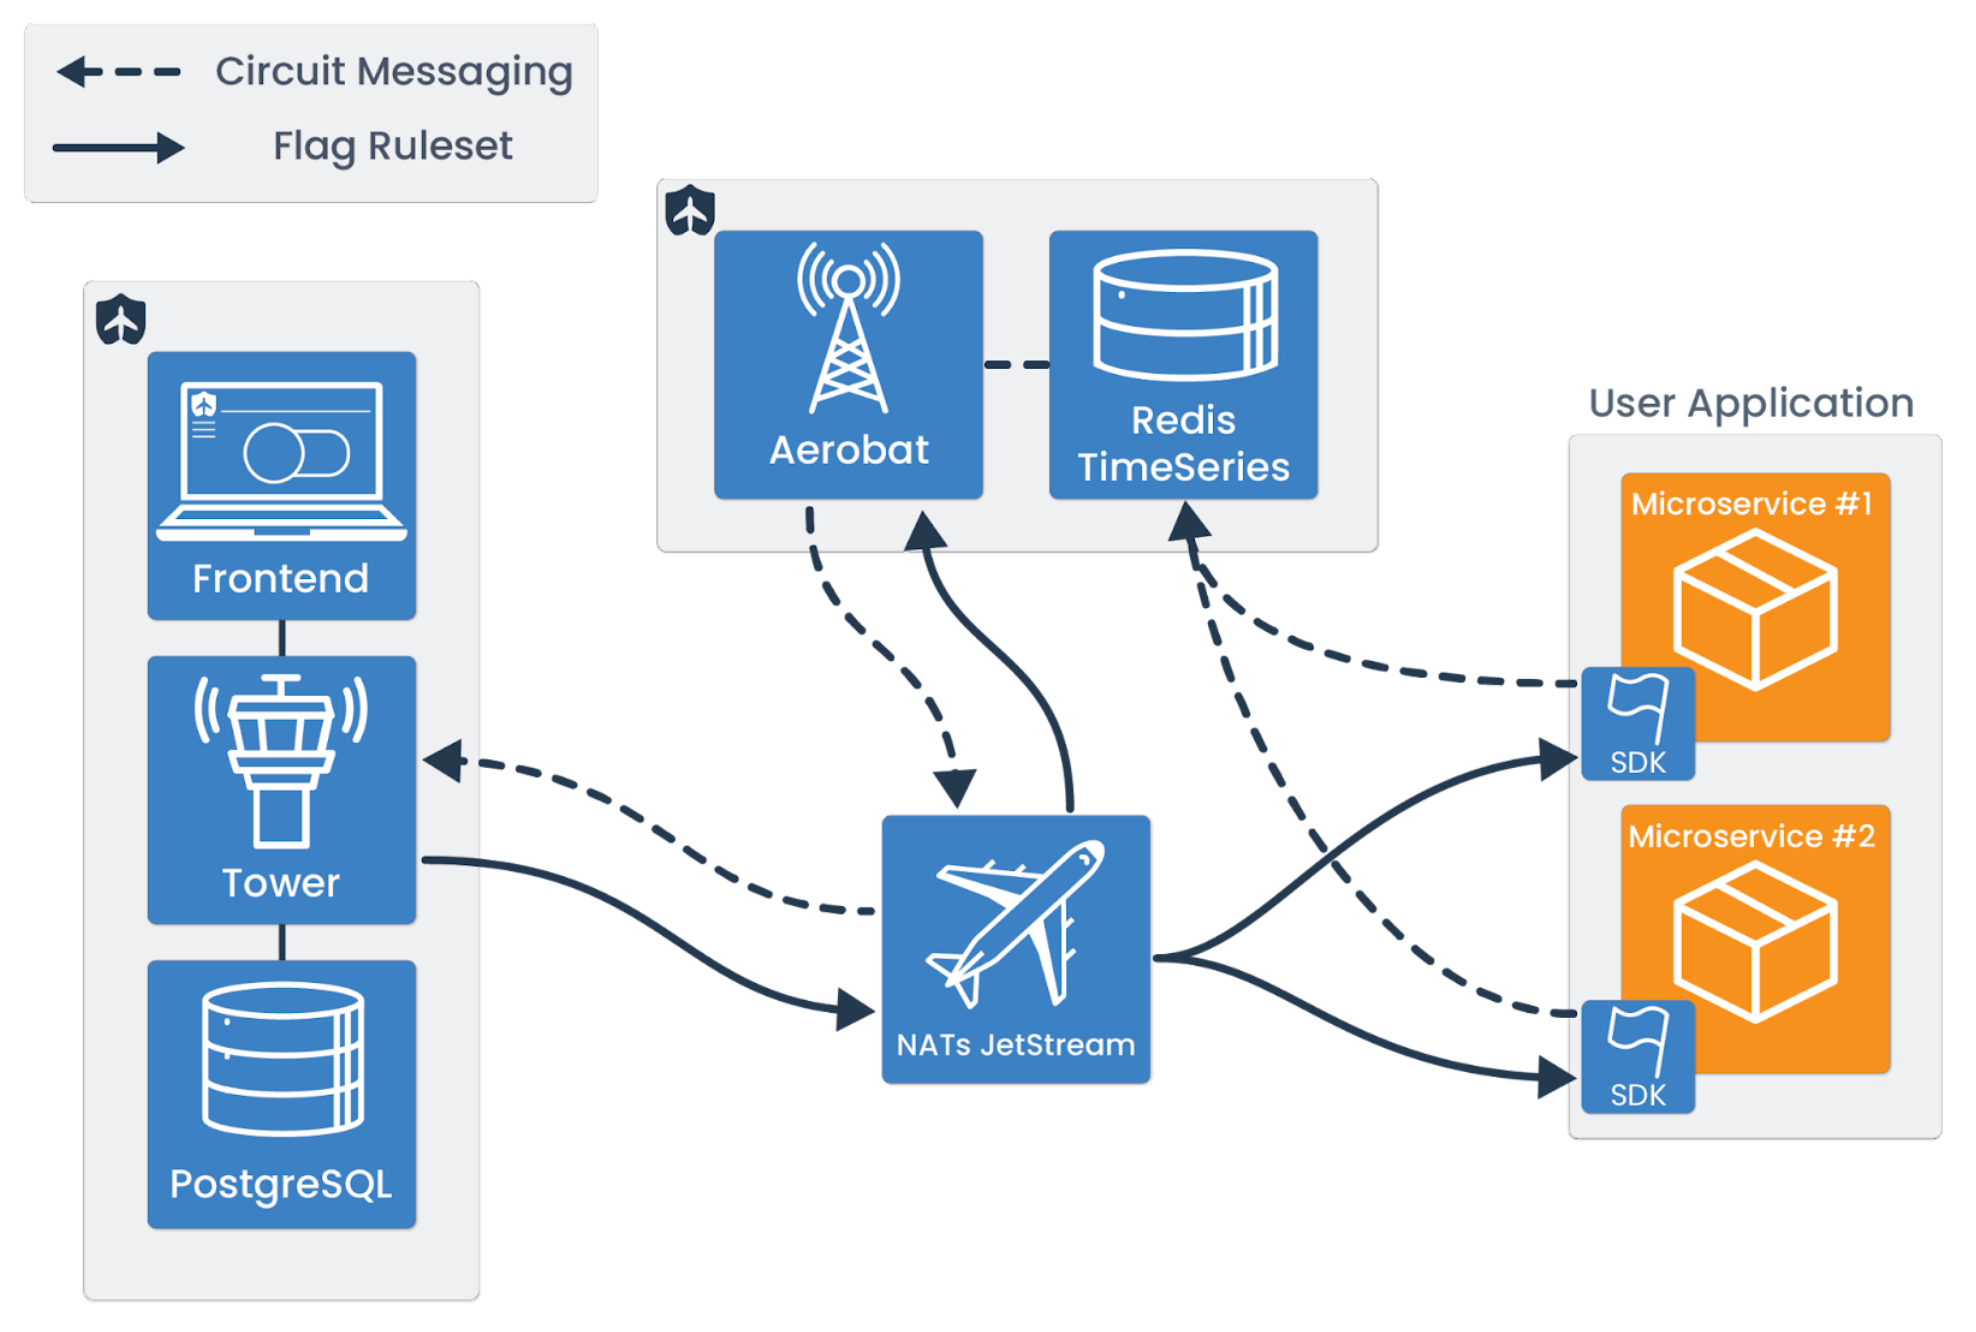 Circuit Messaging
Flag Ruleset
Frontend
Tower
PostgreSQL
Aerobat
Redis
TimeSeries
NATs JetStream
User Application
Microservice #1
SDK
Microservice #2
SDK